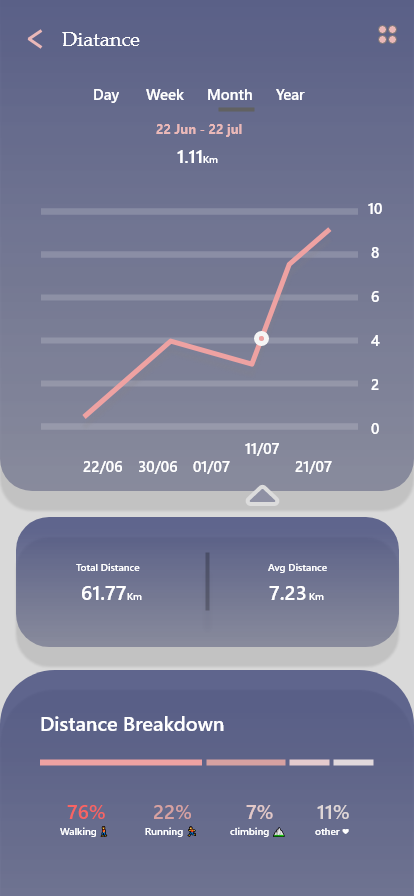 Diatance
Day Week Month Year
22 Jun - 22 jul
1.11Km
10
8
6
4
2
0
11/07
22/06 30/06 01/07 21/07
Total Distance Avg Distance
61.77Km 7.23 Km
Distance Breakdown
76% 22% 7% 11%
Walking Running climbing other